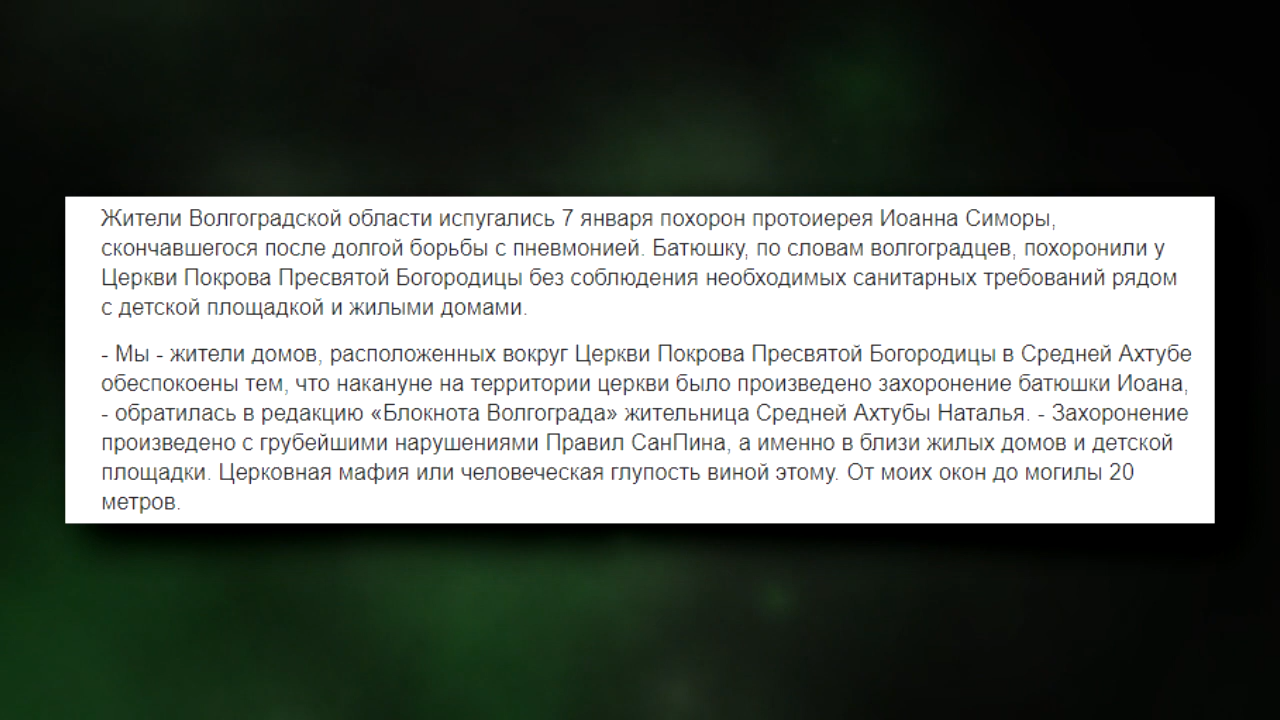 Жители Волгоградской области испугались 7 января похорон протоиерея Иоанна Симоры,
скончавшегося после долгой борьбы с пневмонией. Батюшку, по словам волгоградцев, похоронили у
Церкви Покрова Пресвятой Богородицы без соблюдения необходимых санитарных требований рядом
с детской площадкой и жилыми домами.
- Мы - жители домов, расположенных вокруг Церкви Покрова Пресвятой Богородицы в Средней Ахтубе
обеспокоены тем, что накануне на территории церкви было произведено захоронение батюшки Иоана,
- обратилась в редакцию «Блокнота Волгограда» жительница Средней Ахтубы Наталья. - Захоронение
произведено с грубейшими нарушениями Правил СанПина, а именно в близи жилых домов и детской
площадки. Церковная мафия или человеческая глупость виной этому. От моих окон до могилы 20
метров.